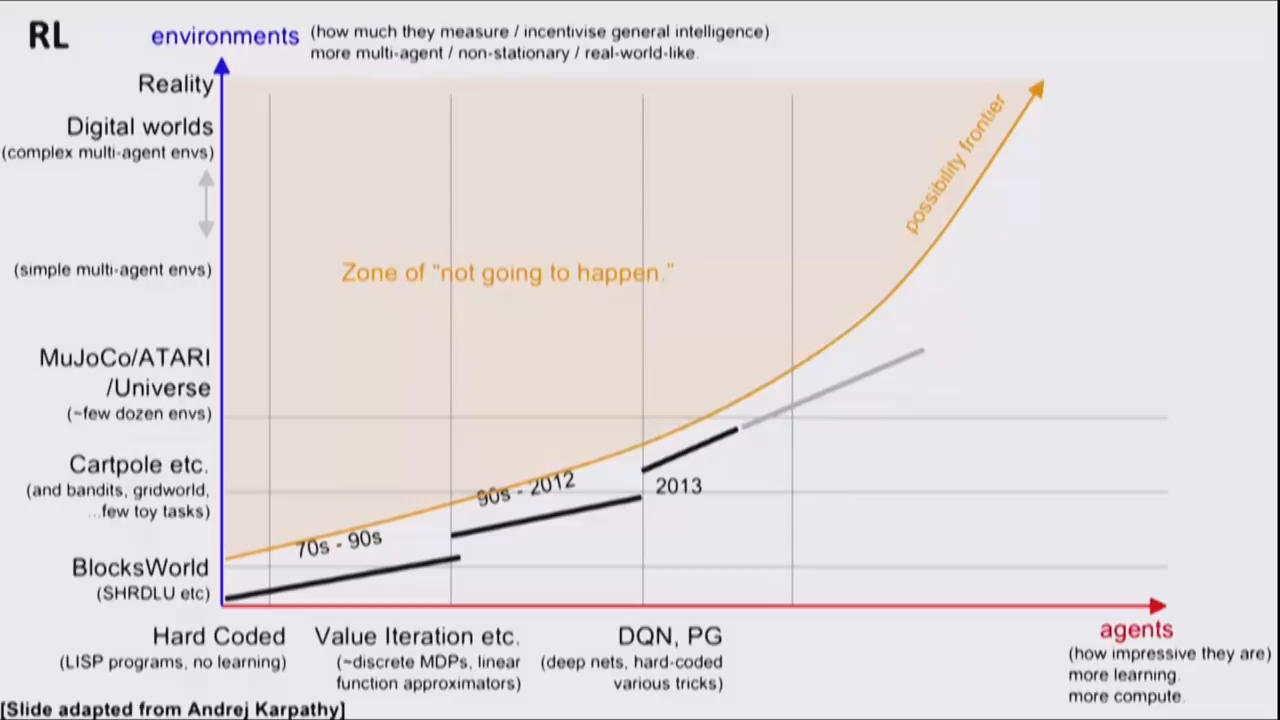 RL
environments (how much they measure / incentivise general intelligence)
more multi-agent / non-stationary / real-world-like.
Reality
Digital worlds
(complex multi-agent envs)
possibility frontier
(simple multi-agent envs)
Zone of "not going to happen."
MuJoCo/ATARI
/Universe
(~few dozen envs)
Cartpole etc.
(and bandits, gridworld,
...few toy tasks)
90s - 2012
2013
70s - 90s
BlocksWorld
(SHRDLU etc)
Hard Coded
(LISP programs, no learning)
Value Iteration etc.
(~discrete MDPs, linear
function approximators)
DQN, PG
(deep nets, hard-coded
various tricks)
agents
(how impressive they are)
more learning.
more compute.
[Slide adapted from Andrej Karpathy]